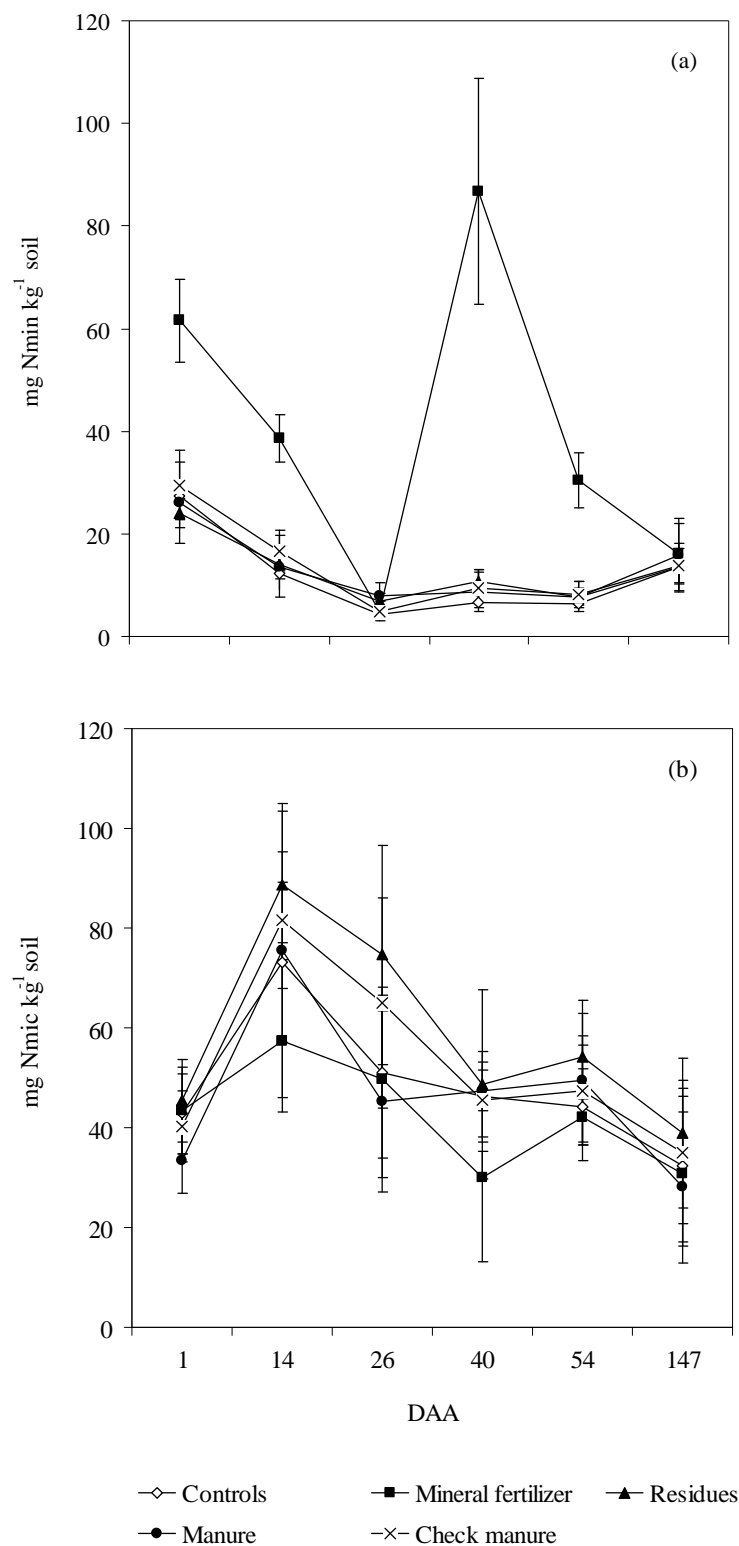 120
(a)
100
80
60
40
20
0
mg Nmin kg-1 soil
120
(b)
100
80
60
40
20
0
mg Nmic kg-1 soil
1 14 26 40 54 147
DAA
Controls Mineral fertilizer Residues
Manure Check manure